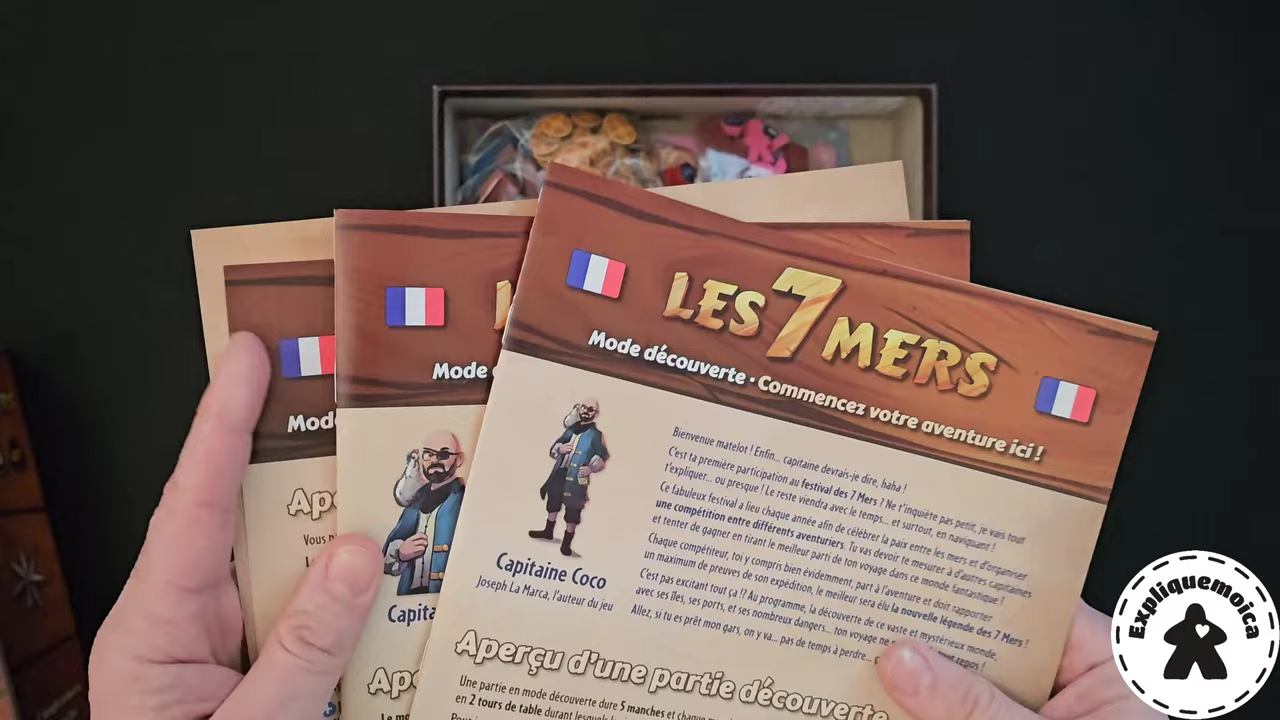 LES 7 MERS
Mode découverte · Commencez votre aventure ici !
Bienvenue matelot ! Enfin... capitaine devrais-je dire, haha !
C'est ta première participation au festival des 7 Mers ? Ne t'inquiète pas petit, je vais tout
t'expliquer... ou presque ! Le reste viendra avec le temps... et surtout, en naviguant !
Ce fabuleux festival a lieu chaque année afin de célébrer la paix entre les mers et d'organiser
une compétition entre différents aventuriers. Tu vas devoir te mesurer à d'autres capitaines
et tenter de gagner en tirant le meilleur parti de ton voyage dans ce monde fantastique !
Chaque compétiteur, toi y compris bien évidemment, part à l'aventure et doit rapporter
un maximum de preuves de son expédition, le meilleur sera élu la nouvelle légende des 7 Mers !
C'est pas excitant tout ça !? Au programme, la découverte de ce vaste et mystérieux monde,
avec ses îles, ses ports, et ses nombreux dangers... ton voyage ne
Allez, si tu es prêt mon gars, on y va... pas de temps à perdre... repos !
Capitaine Coco
Joseph La Marca, l'auteur du jeu
Aperçu d'une partie découverte
Une partie en mode découverte dure 5 manches et chaque
en 2 tours de table durant lesquels
Mode
Capita
Ape
Le mo
Mod
Ape
Vous
Expliquemoica